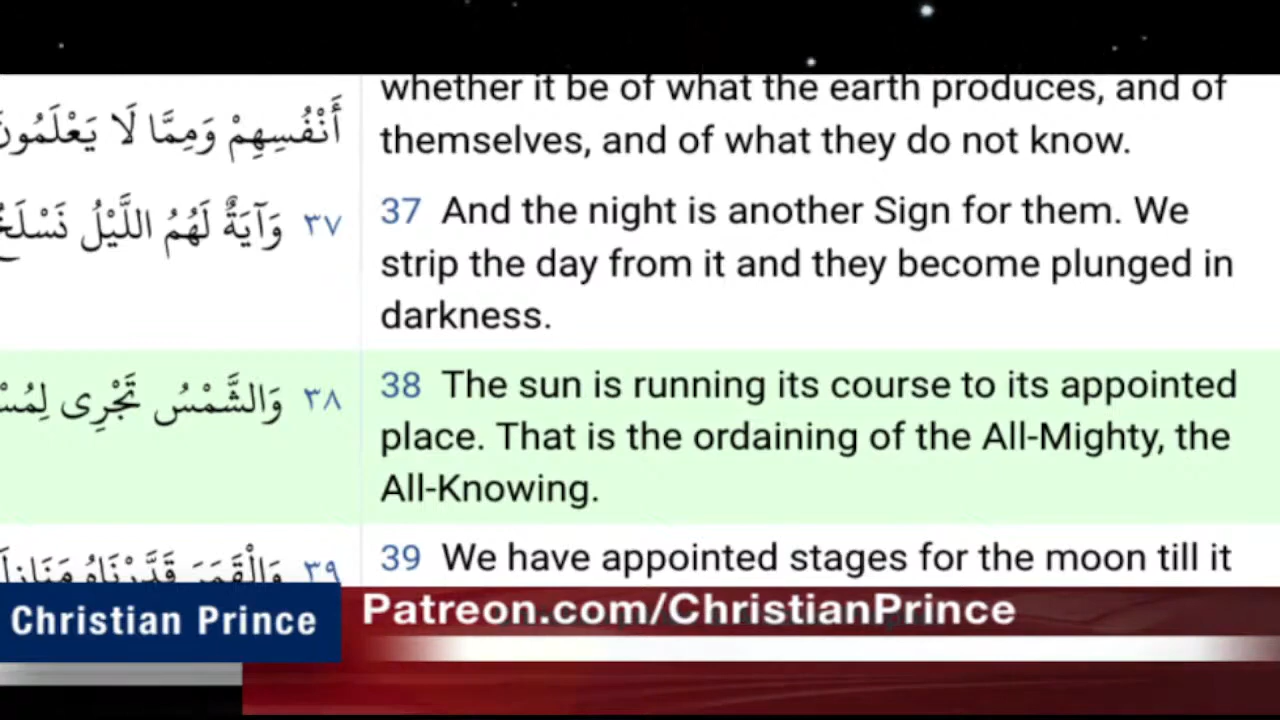 whether it be of what the earth produces, and of
أَنْفُسِهِمْ وَمِمَّا لَا يَعْلَمُونَ
themselves, and of what they do not know.
٣٧ وَآيَةٌ لَهُمُ اللَّيْلُ
37 And the night is another Sign for them. We
strip the day from it and they become plunged in
darkness.
٣٨ وَالشَّمْسُ تَجْرِى
38 The sun is running its course to its appointed
place. That is the ordaining of the All-Mighty, the
All-Knowing.
٣٩ وَالْقَمَرَ قَدَّرْنَاهُ
39 We have appointed stages for the moon till it
Christian Prince
Patreon.com/ChristianPrince